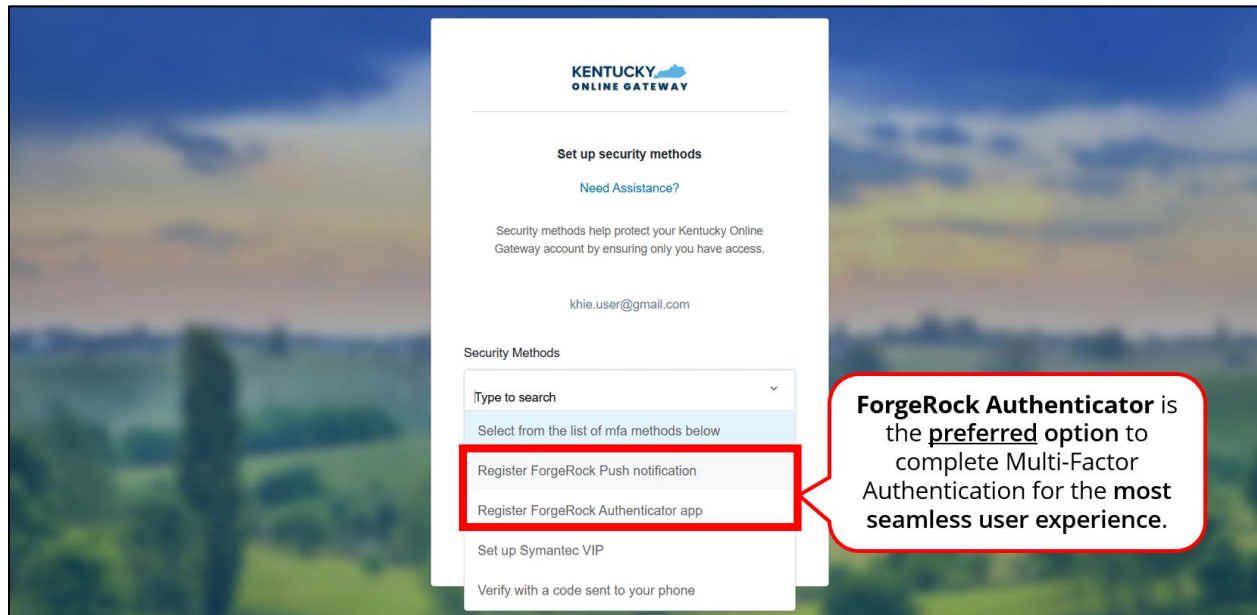 KENTUCKY
ONLINE GATEWAY
Set up security methods
Need Assistance?
Security methods help protect your Kentucky Online
Gateway account by ensuring only you have access.
khie.user@gmail.com
Security Methods
Type to search
Select from the list of mfa methods below
Register ForgeRock Push notification
Register ForgeRock Authenticator app
Set up Symantec VIP
Verify with a code sent to your phone
ForgeRock Authenticator is
the preferred option to
complete Multi-Factor
Authentication for the most
seamless user experience.